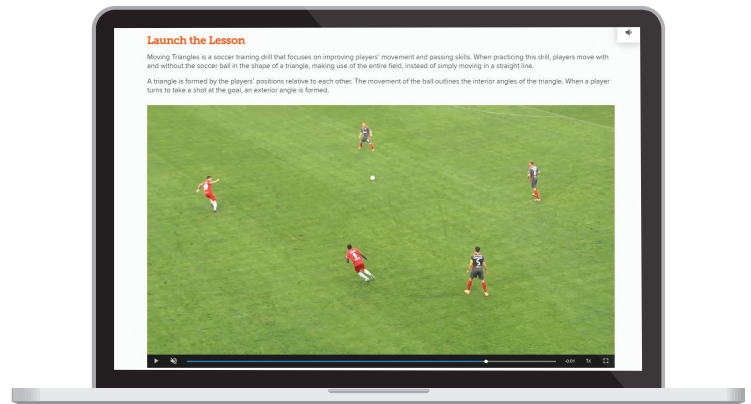 Launch the Lesson
Moving Triangles is a soccer training drill that focuses on improving players' movement and passing skills. When practicing this drill, players move with
and without the soccer ball in the shape of a triangle, making use of the entire field, instead of simply moving in a straight line.
A triangle is formed by the players' positions relative to each other. The movement of the ball outlines the interior angles of the triangle. When a player
turns to take a shot at the goal, an exterior angle is formed.
5
-0:01 1x